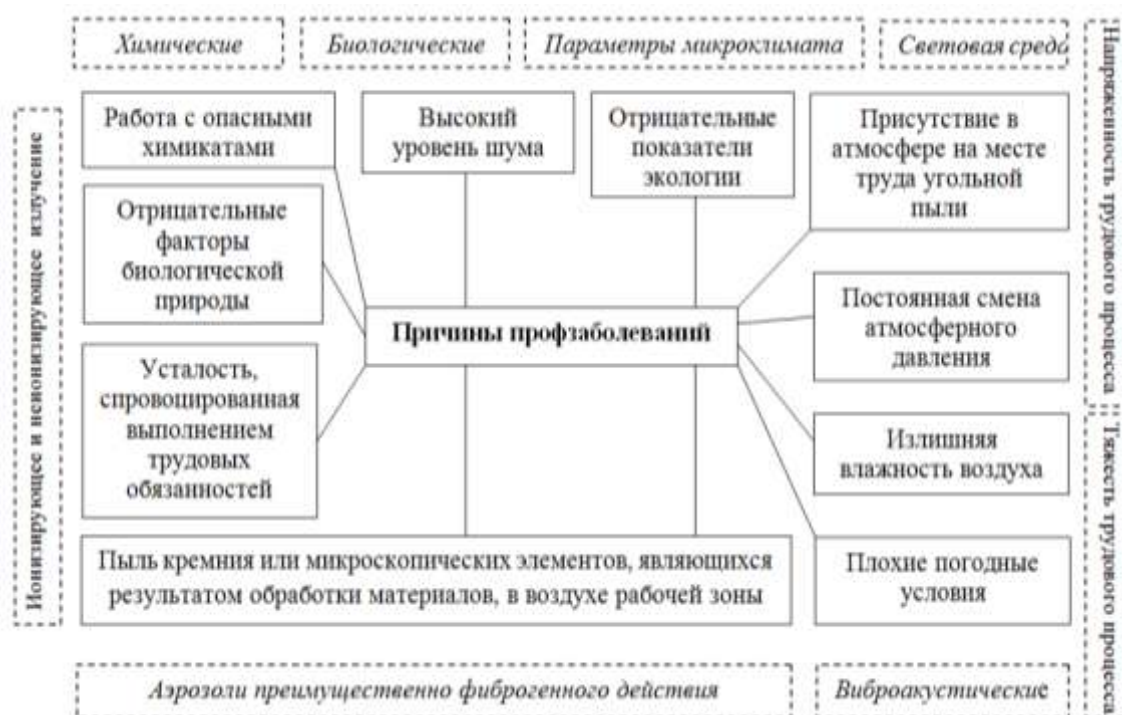 Химические
Биологические
Параметры микроклимата
Световая среда
Напряженность трудового процесса
Ионизирующее и неионизирующее излучение
Работа с опасными
химикатами
Высокий
уровень шума
Отрицательные
показатели
экологии
Присутствие в
атмосфере на месте
труда угольной
пыли
Отрицательные
факторы
биологической
природы
Причины профзаболеваний
Постоянная смена
атмосферного
давления
Усталость,
спровоцированная
выполнением
трудовых
обязанностей
Излишняя
влажность воздуха
Тяжесть трудового процесса
Пыль кремния или микроскопических элементов, являющихся
результатом обработки материалов, в воздухе рабочей зоны
Плохие погодные
условия
Аэрозоли преимущественно фиброгенного действия
Виброакустические